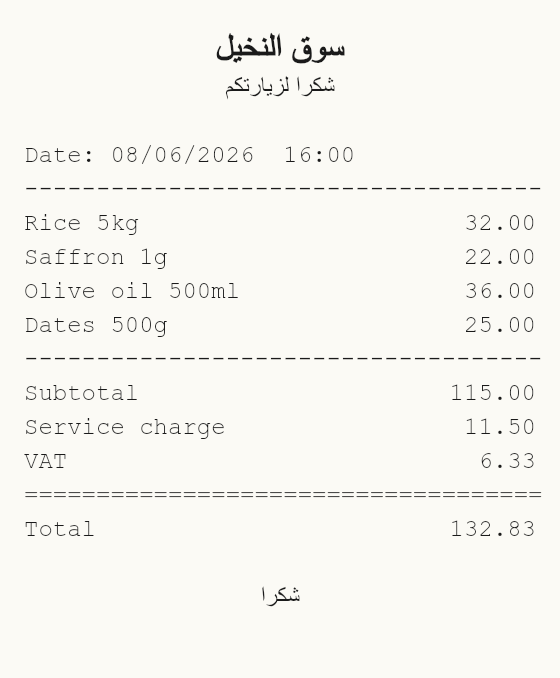 سوق النخيل
شكرا لزيارتكم
Date: 08/06/2026  16:00
------------------------------------
Rice 5kg 32.00
Saffron 1g 22.00
Olive oil 500ml 36.00
Dates 500g 25.00
------------------------------------
Subtotal 115.00
Service charge 11.50
VAT 6.33
====================================
Total 132.83
شكرا